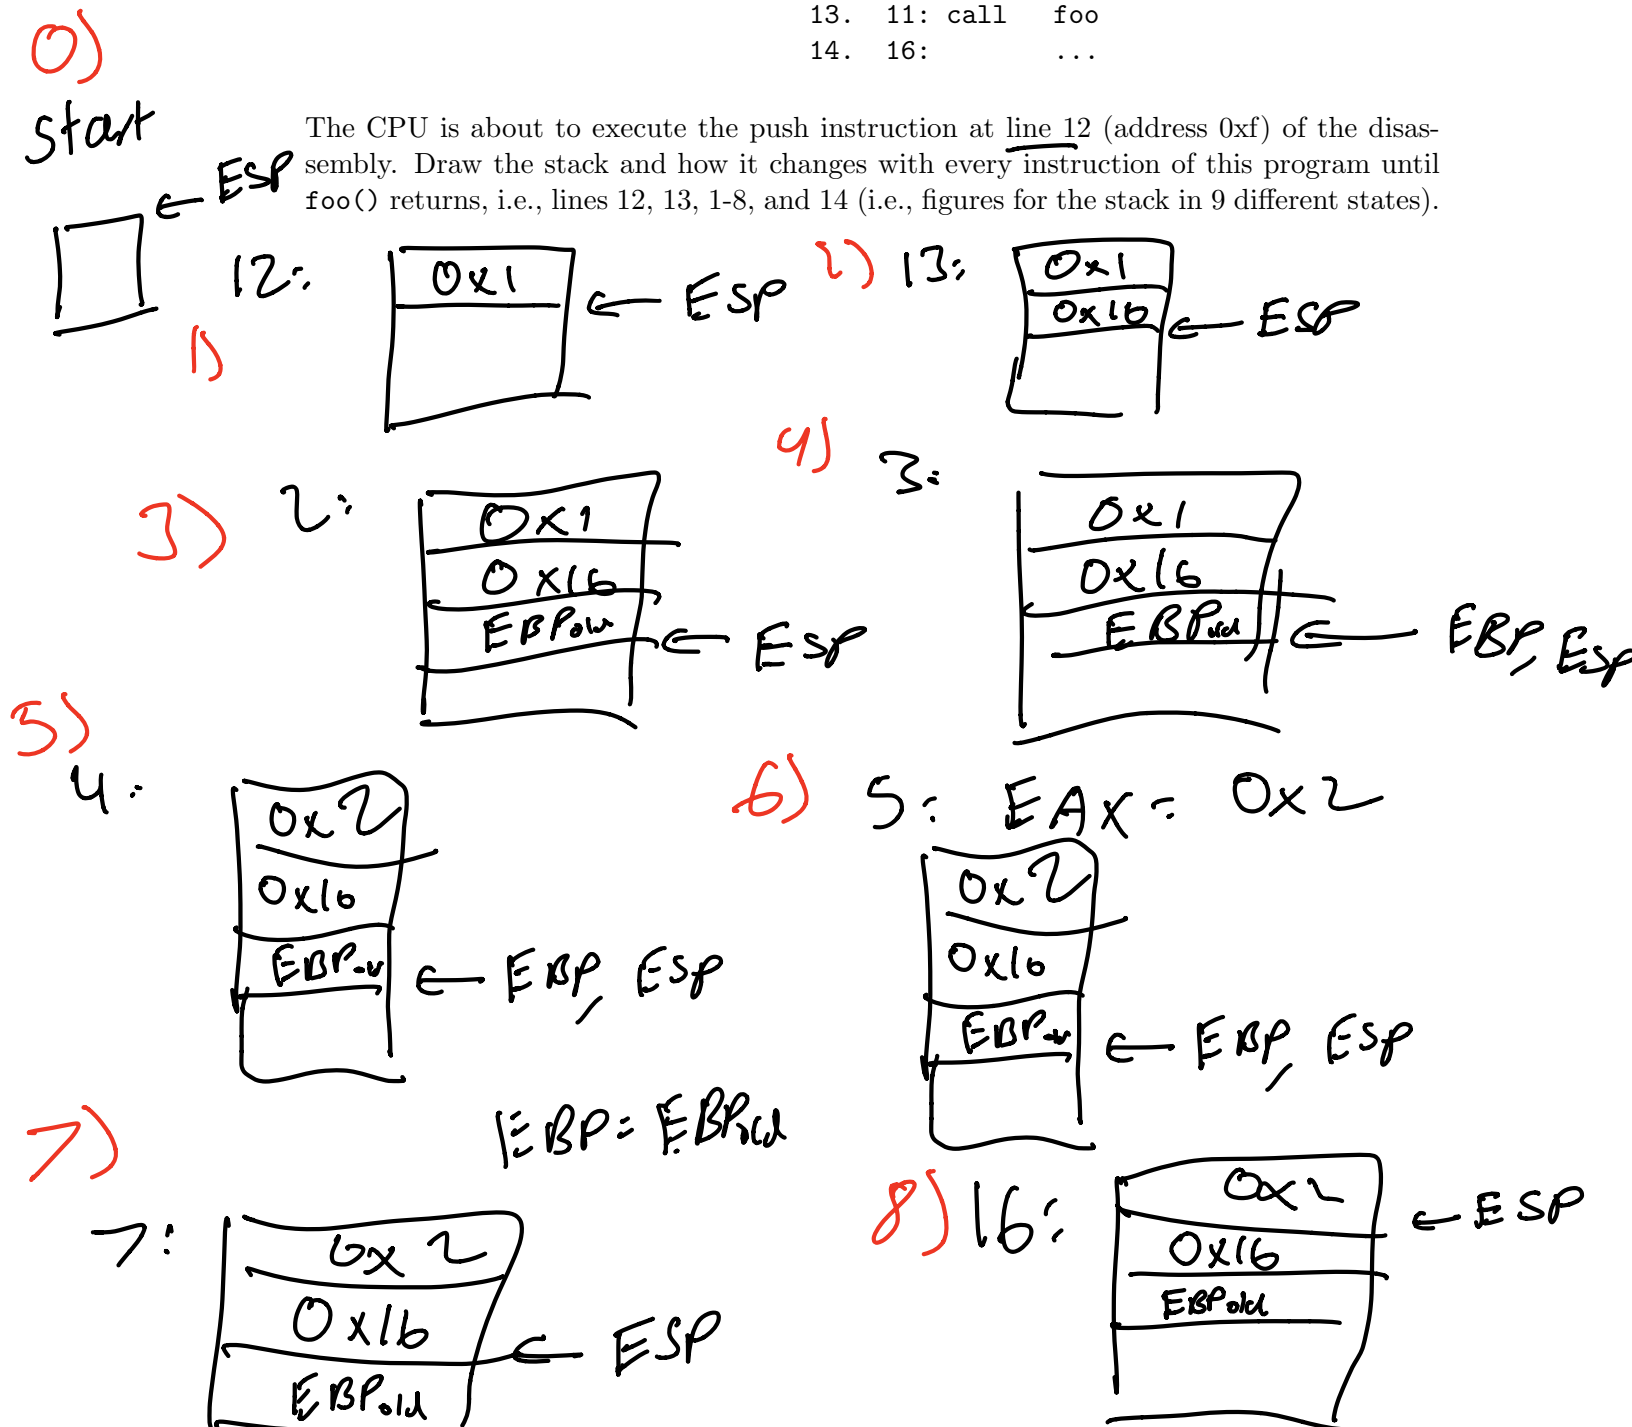 13. 11: call foo
14. 16: ...
0)
start
The CPU is about to execute the push instruction at line 12 (address 0xf) of the disas-
sembly. Draw the stack and how it changes with every instruction of this program until
foo() returns, i.e., lines 12, 13, 1-8, and 14 (i.e., figures for the stack in 9 different states).
ESP
1)
12:
0x1
ESP
2) 13:
0x1
0x16
ESP
3)
2:
0x1
0x16
EBPold
ESP
4)
3:
0x1
0x16
EBPold
EBP, ESP
5)
4:
0x2
0x16
EBPold
EBP, ESP
6) 5: EAX = 0x2
0x2
0x16
EBPold
EBP, ESP
7)
EBP = EBPold
7:
0x2
0x16
EBPold
ESP
8) 16:
0x2
0x16
EBPold
ESP